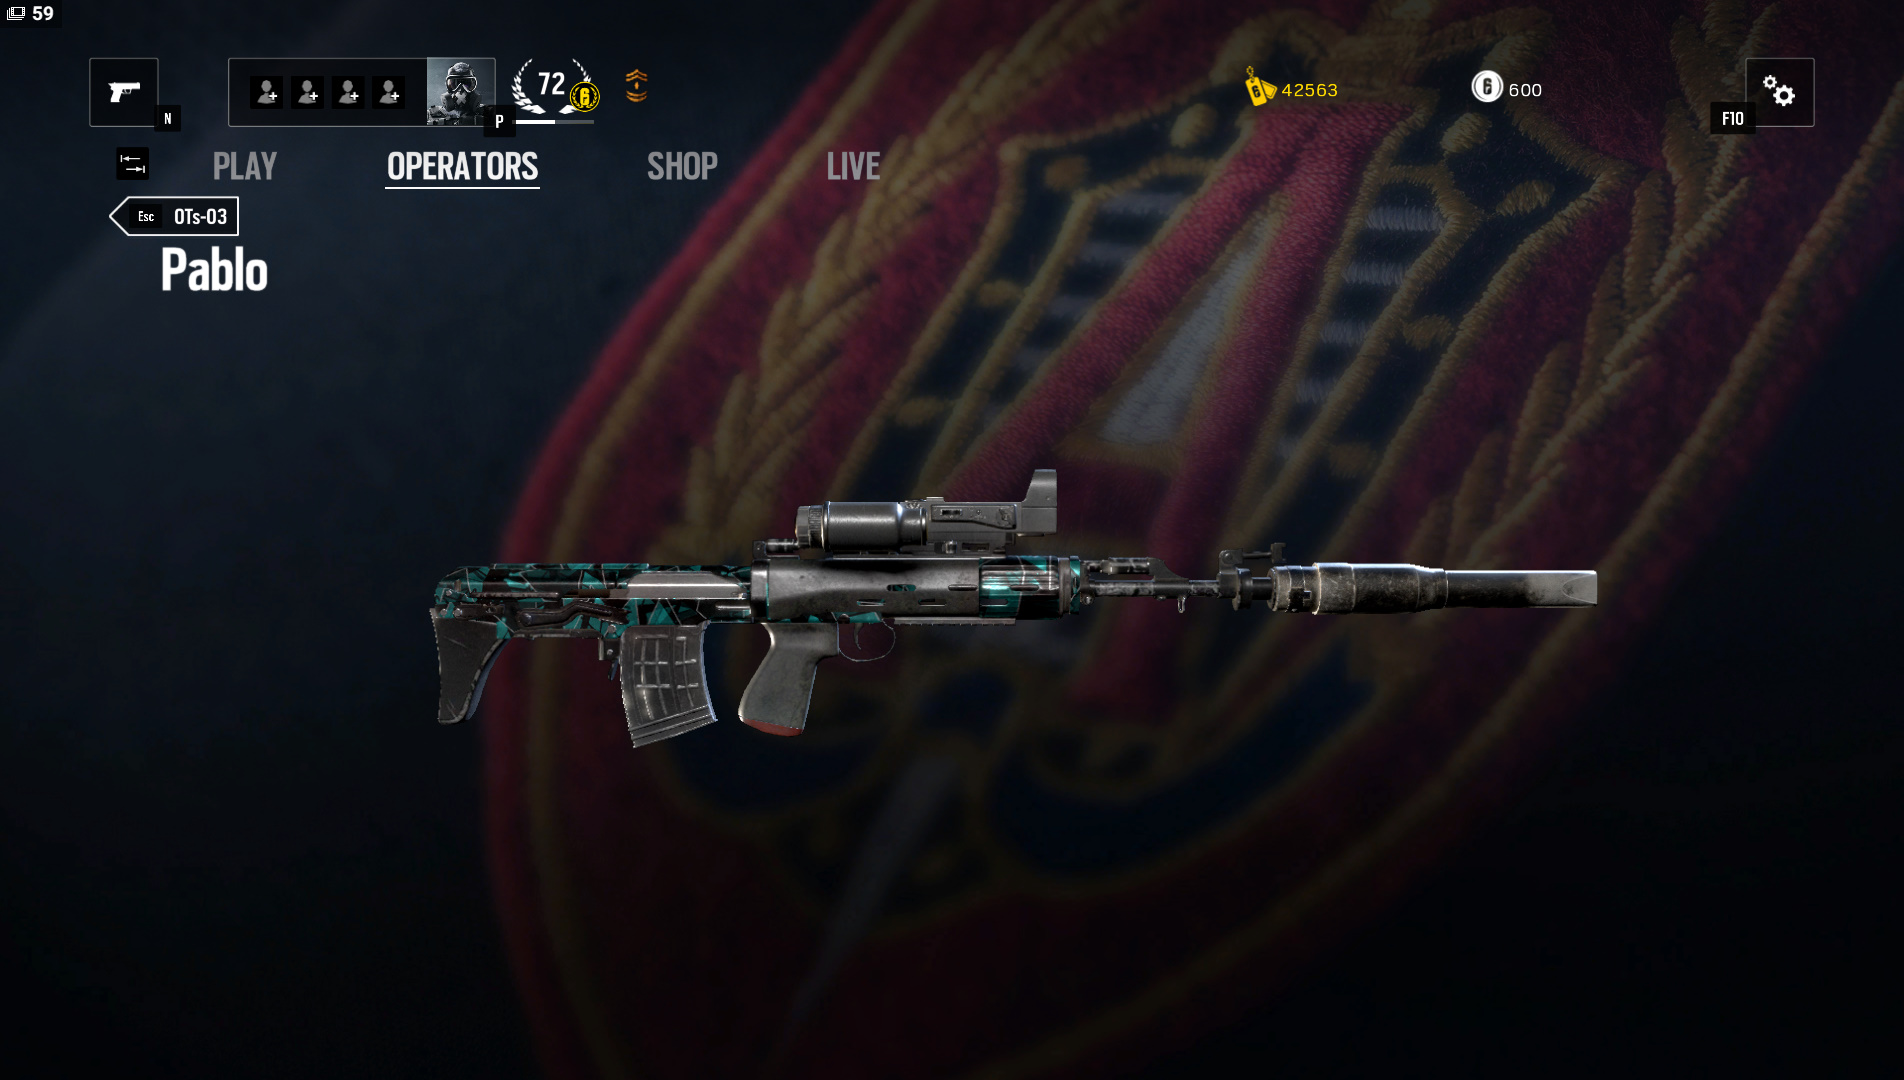 59
N
P
72
42563
600
F10
PLAY
OPERATORS
SHOP
LIVE
Esc
OTs-03
Pablo